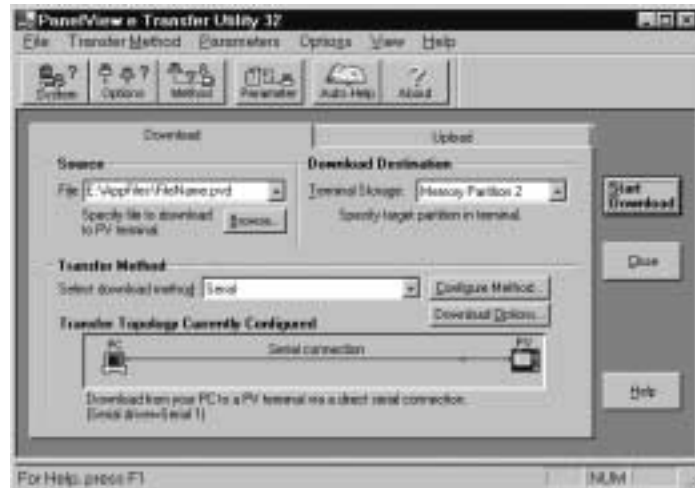 PanelView e Transfer Utility 32
File Transfer Method Parameters Options View Help
System Options Method Parameter Auto-Help About
Download Upload
Source
File: E:\AppFiles\FileName.pvd
Specify file to download
to PV terminal.
Browse...
Download Destination
Terminal Storage: Memory Partition 2
Specify target partition in terminal.
Start
Download
Close
Help
Transfer Method
Select download method: Serial
Configure Method...
Download Options...
Transfer Topology Currently Configured
PC Serial connection PV
Download from your PC to a PV terminal via a direct serial connection.
(Serial driver=Serial 1)
For Help, press F1 NUM